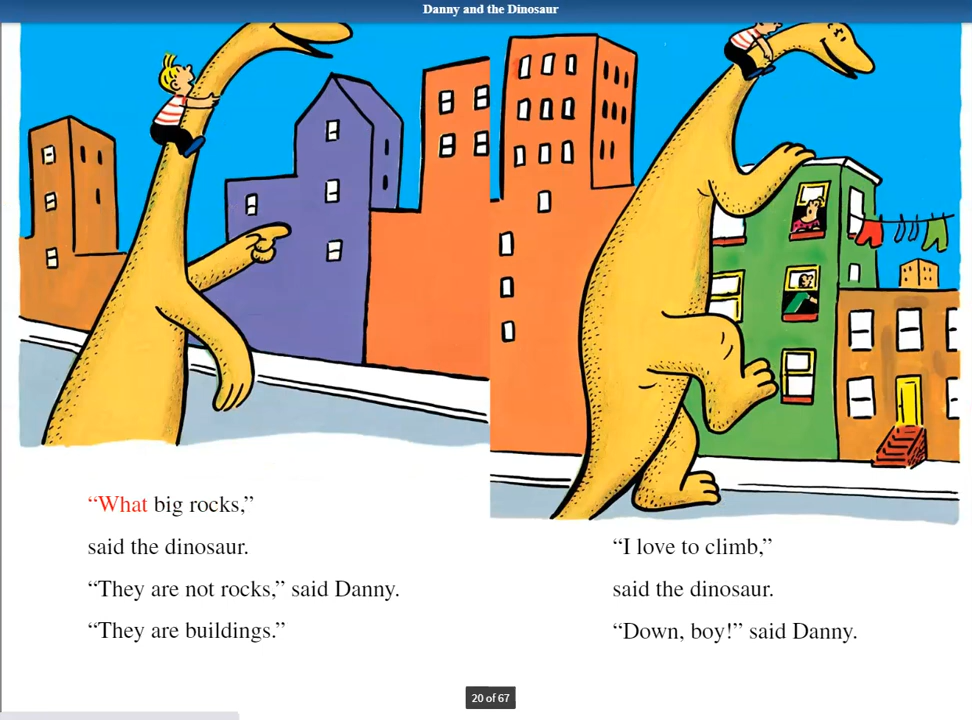 Danny and the Dinosaur
“What big rocks,”
said the dinosaur.
“They are not rocks,” said Danny.
“They are buildings.”
“I love to climb,”
said the dinosaur.
“Down, boy!” said Danny.
20 of 67